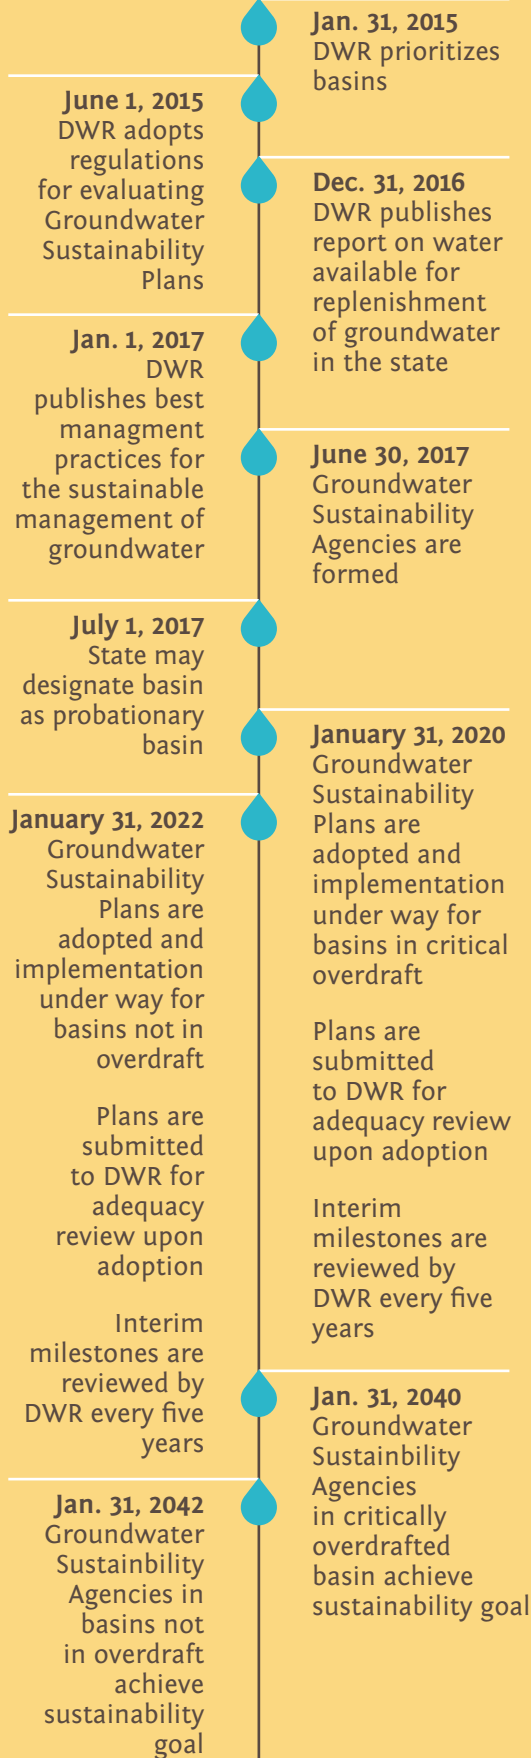 Jan. 31, 2015
DWR prioritizes
basins
June 1, 2015
DWR adopts
regulations
for evaluating
Groundwater
Sustainability
Plans
Dec. 31, 2016
DWR publishes
report on water
available for
replenishment
of groundwater
in the state
Jan. 1, 2017
DWR
publishes best
managment
practices for
the sustainable
management of
groundwater
June 30, 2017
Groundwater
Sustainability
Agencies are
formed
July 1, 2017
State may
designate basin
as probationary
basin
January 31, 2020
Groundwater
Sustainability
Plans are
adopted and
implementation
under way for
basins in critical
overdraft
Plans are
submitted
to DWR for
adequacy review
upon adoption
Interim
milestones are
reviewed by
DWR every five
years
January 31, 2022
Groundwater
Sustainability
Plans are
adopted and
implementation
under way for
basins not in
overdraft
Plans are
submitted
to DWR for
adequacy
review upon
adoption
Interim
milestones are
reviewed by
DWR every five
years
Jan. 31, 2040
Groundwater
Sustainbility
Agencies
in critically
overdrafted
basin achieve
sustainability goal
Jan. 31, 2042
Groundwater
Sustainbility
Agencies in
basins not
in overdraft
achieve
sustainability
goal